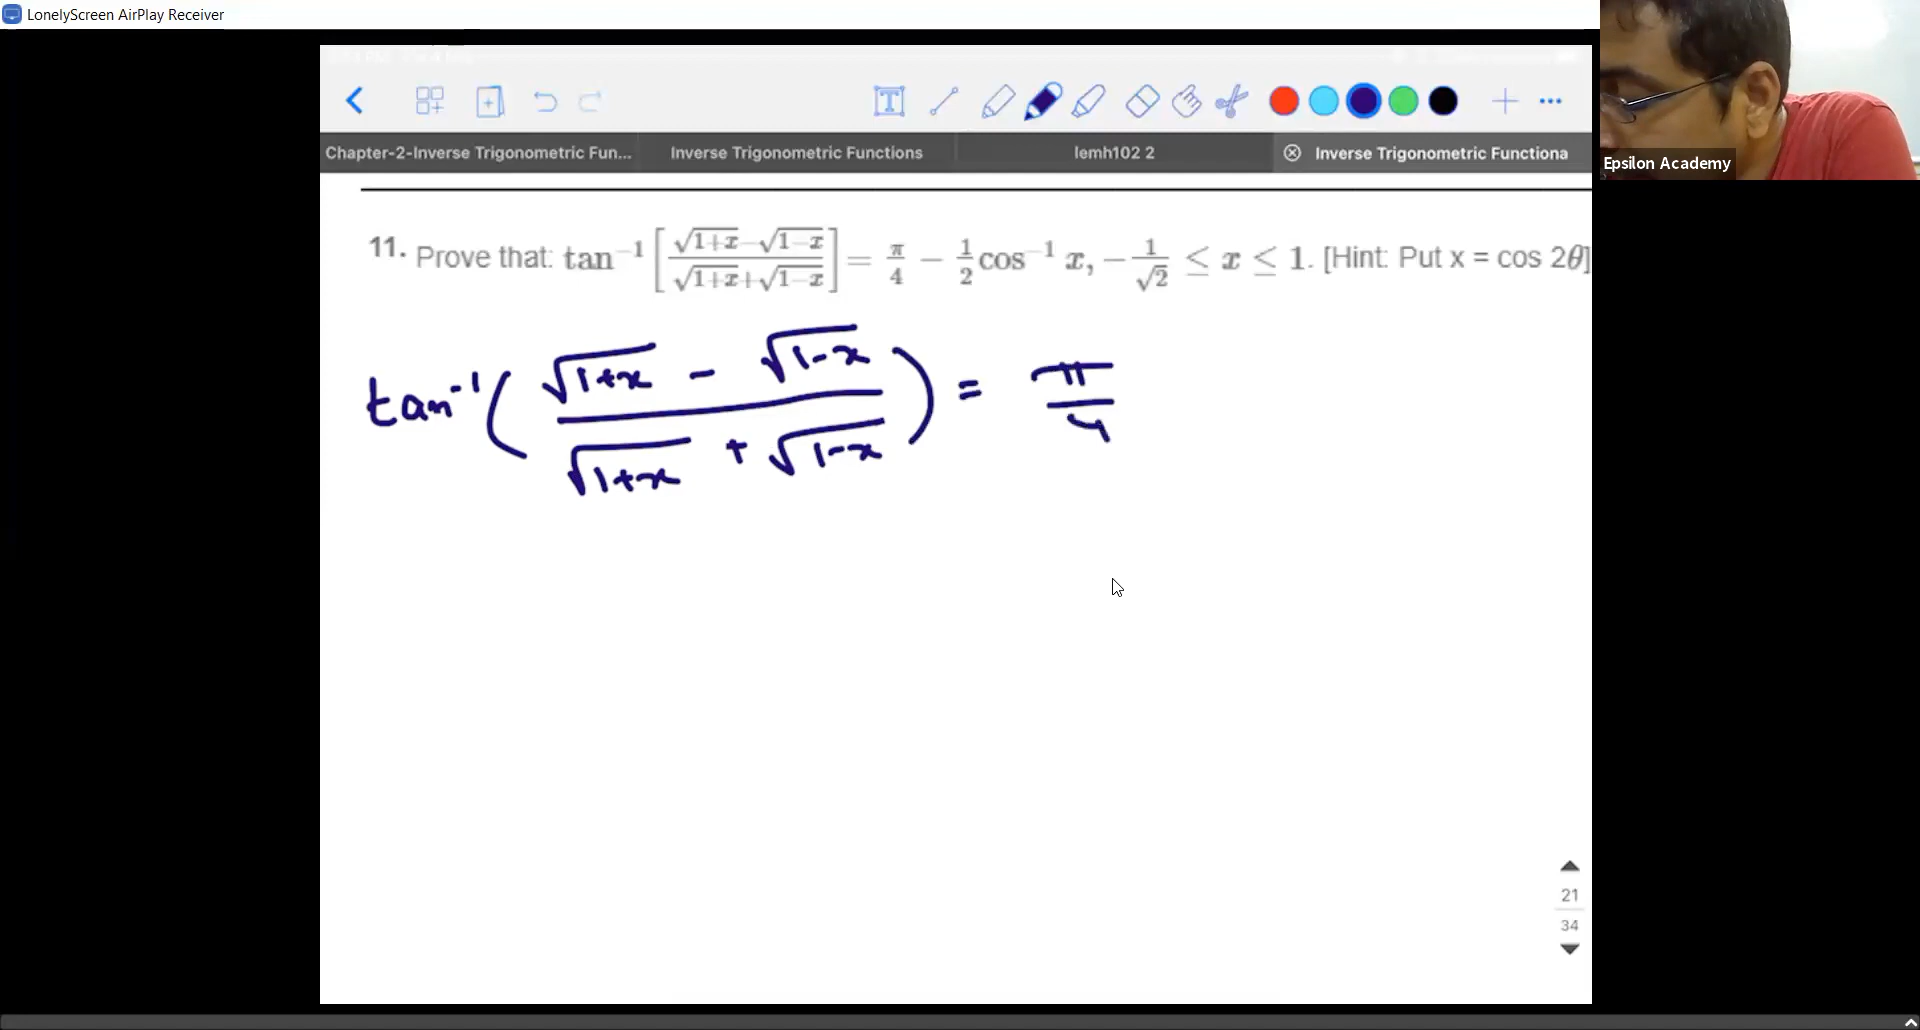 LonelyScreen AirPlay Receiver
Chapter-2-Inverse Trigonometric Fun... Inverse Trigonometric Functions lemh102 2 Inverse Trigonometric Functiona
Epsilon Academy
11. Prove that: tan⁻¹ [(√1+x − √1−x)/(√1+x + √1−x)] = π/4 − 1/2 cos⁻¹ x, −1/√2 ≤ x ≤ 1. [Hint: Put x = cos 2θ]
tan⁻¹ ( (√1+x − √1−x)/(√1+x + √1−x) ) = π/4
21
34